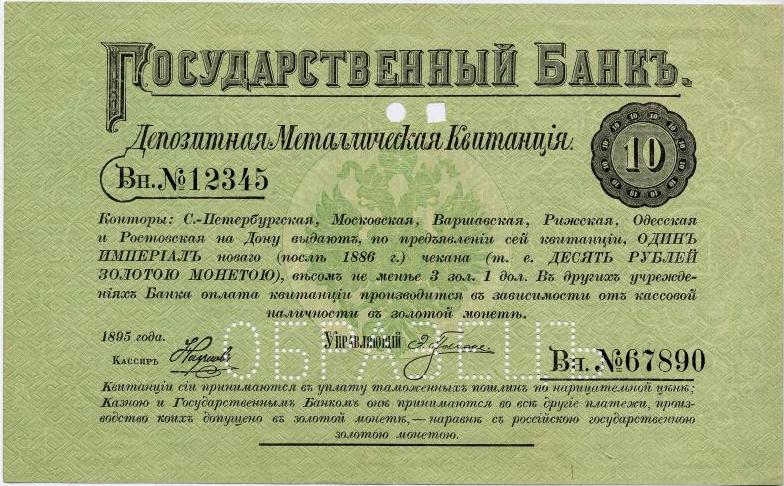 Государственный Банкъ.
Депозитная Металлическая Квитанція.
10
Вн. №12345
Конторы: С.-Петербургская, Московская, Варшавская, Рижская, Одесская
и Ростовская на Дону выдаютъ, по предъявленіи сей квитанціи, ОДИНЪ
ИМПЕРІАЛЪ новаго (послѣ 1886 г.) чекана (т. е. ДЕСЯТЬ РУБЛЕЙ
ЗОЛОТОЮ МОНЕТОЮ), вѣсомъ не менѣе 3 зол. 1 дол. Въ другихъ учрежде-
ніяхъ Банка оплата квитанціи производится въ зависимости отъ кассовой
наличности въ золотой монетѣ.
ОБРАЗЕЦЪ
1895 года.
Управляющій
Кассиръ
Вп. №67890
Квитанціи сіи принимаются въ уплату таможенныхъ пошлинъ по нарицательной цѣнѣ;
Казною и Государственнымъ Банкомъ онѣ принимаются во всѣ другіе платежи, произ-
водство коихъ допущено въ золотой монетѣ,—наравнѣ съ россійскою государственною
золотою монетою.